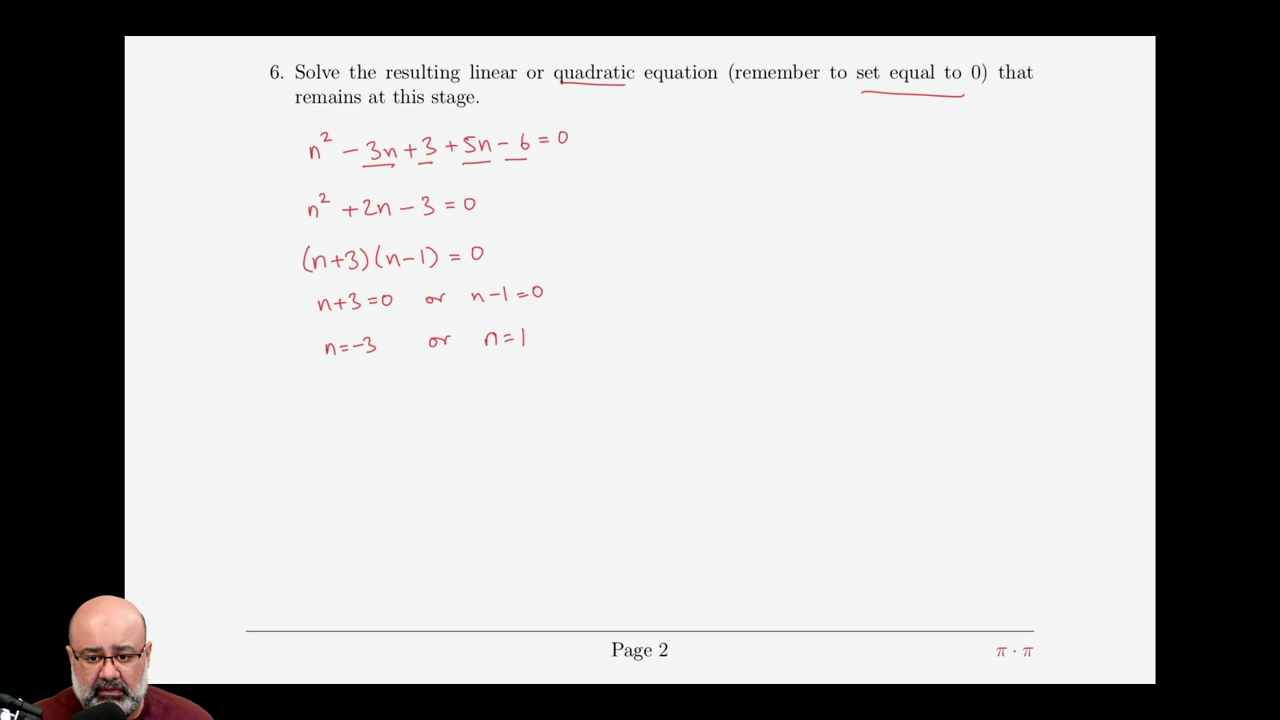 6. Solve the resulting linear or quadratic equation (remember to set equal to 0) that
remains at this stage.
n² − 3n + 3 + 5n − 6 = 0
n² + 2n − 3 = 0
(n+3)(n−1) = 0
n+3=0 or n−1=0
n=−3 or n=1
Page 2
π · π